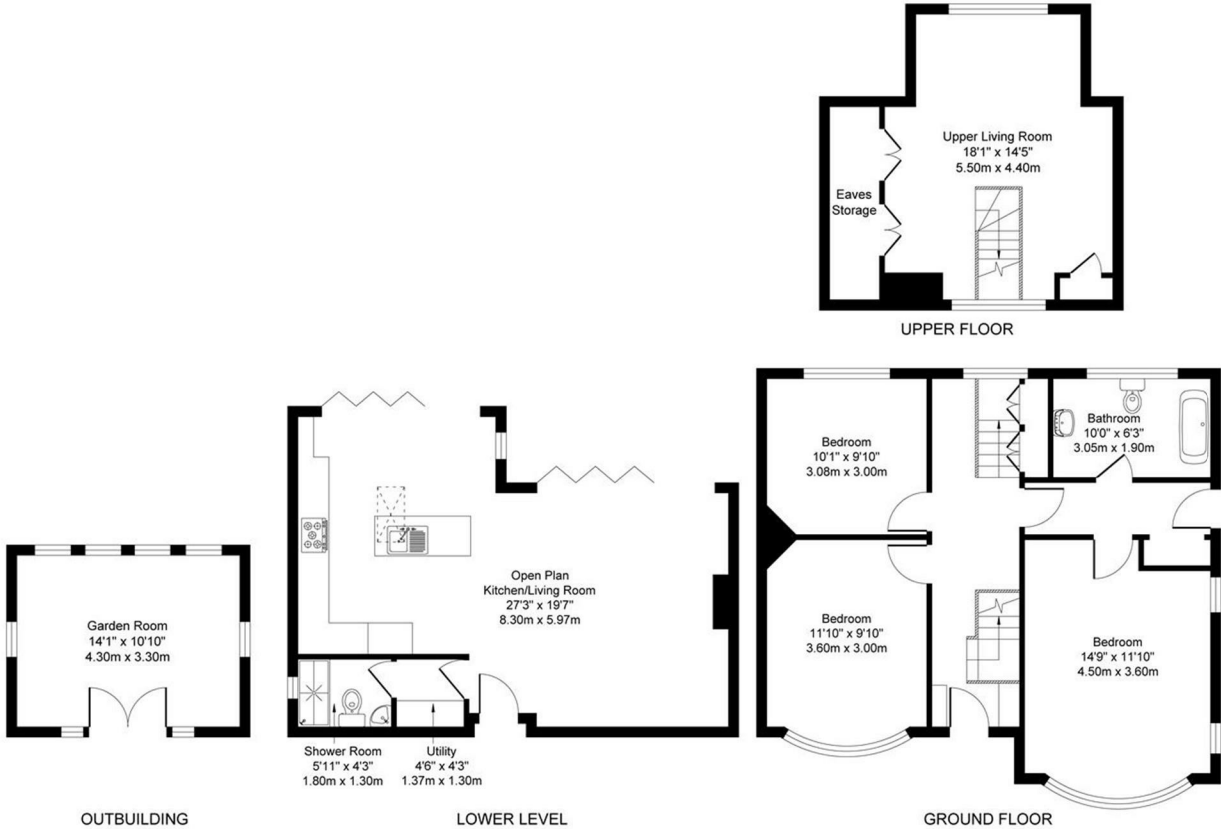 Upper Living Room
18'1" x 14'5"
5.50m x 4.40m
Eaves
Storage
UPPER FLOOR
Garden Room
14'1" x 10'10"
4.30m x 3.30m
OUTBUILDING
Open Plan
Kitchen/Living Room
27'3" x 19'7"
8.30m x 5.97m
Shower Room
5'11" x 4'3"
1.80m x 1.30m
Utility
4'6" x 4'3"
1.37m x 1.30m
LOWER LEVEL
Bedroom
10'1" x 9'10"
3.08m x 3.00m
Bathroom
10'0" x 6'3"
3.05m x 1.90m
Bedroom
11'10" x 9'10"
3.60m x 3.00m
Bedroom
14'9" x 11'10"
4.50m x 3.60m
GROUND FLOOR